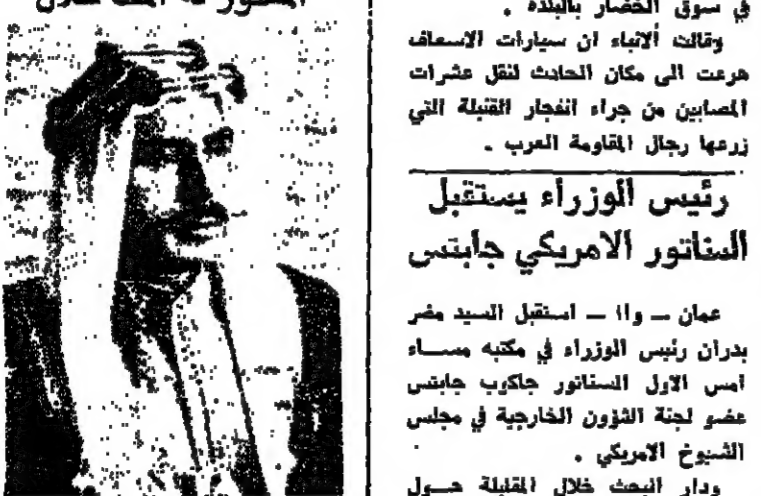 في سوق الخضار بالبلدة .
وقالت الانباء ان سيارات الاسعاف
هرعت الى مكان الحادث لنقل عشرات
المصابين من جراء انفجار القنبلة التي
زرعها رجال المقاومة العرب .
رئيس الوزراء يستقبل
السناتور الامريكي جابتس
عمان — واا — استقبل السيد مضر
بدران رئيس الوزراء في مكتبه مساء
امس الاول السناتور جاكوب جابتس
عضو لجنة الشؤون الخارجية في مجلس
الشيوخ الامريكي .
ودار البحث خلال المقابلة حول